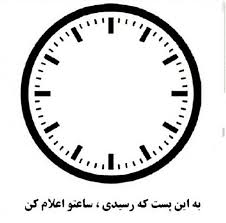 به این پست که رسیدی ، ساعتو اعلام کن